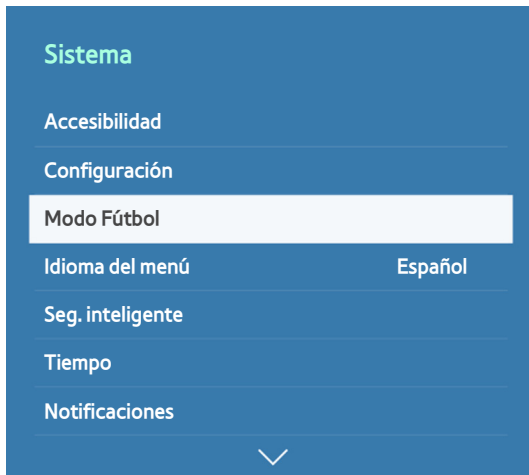 Sistema
Accesibilidad
Configuración
Modo Fútbol
Idioma del menú Español
Seg. inteligente
Tiempo
Notificaciones